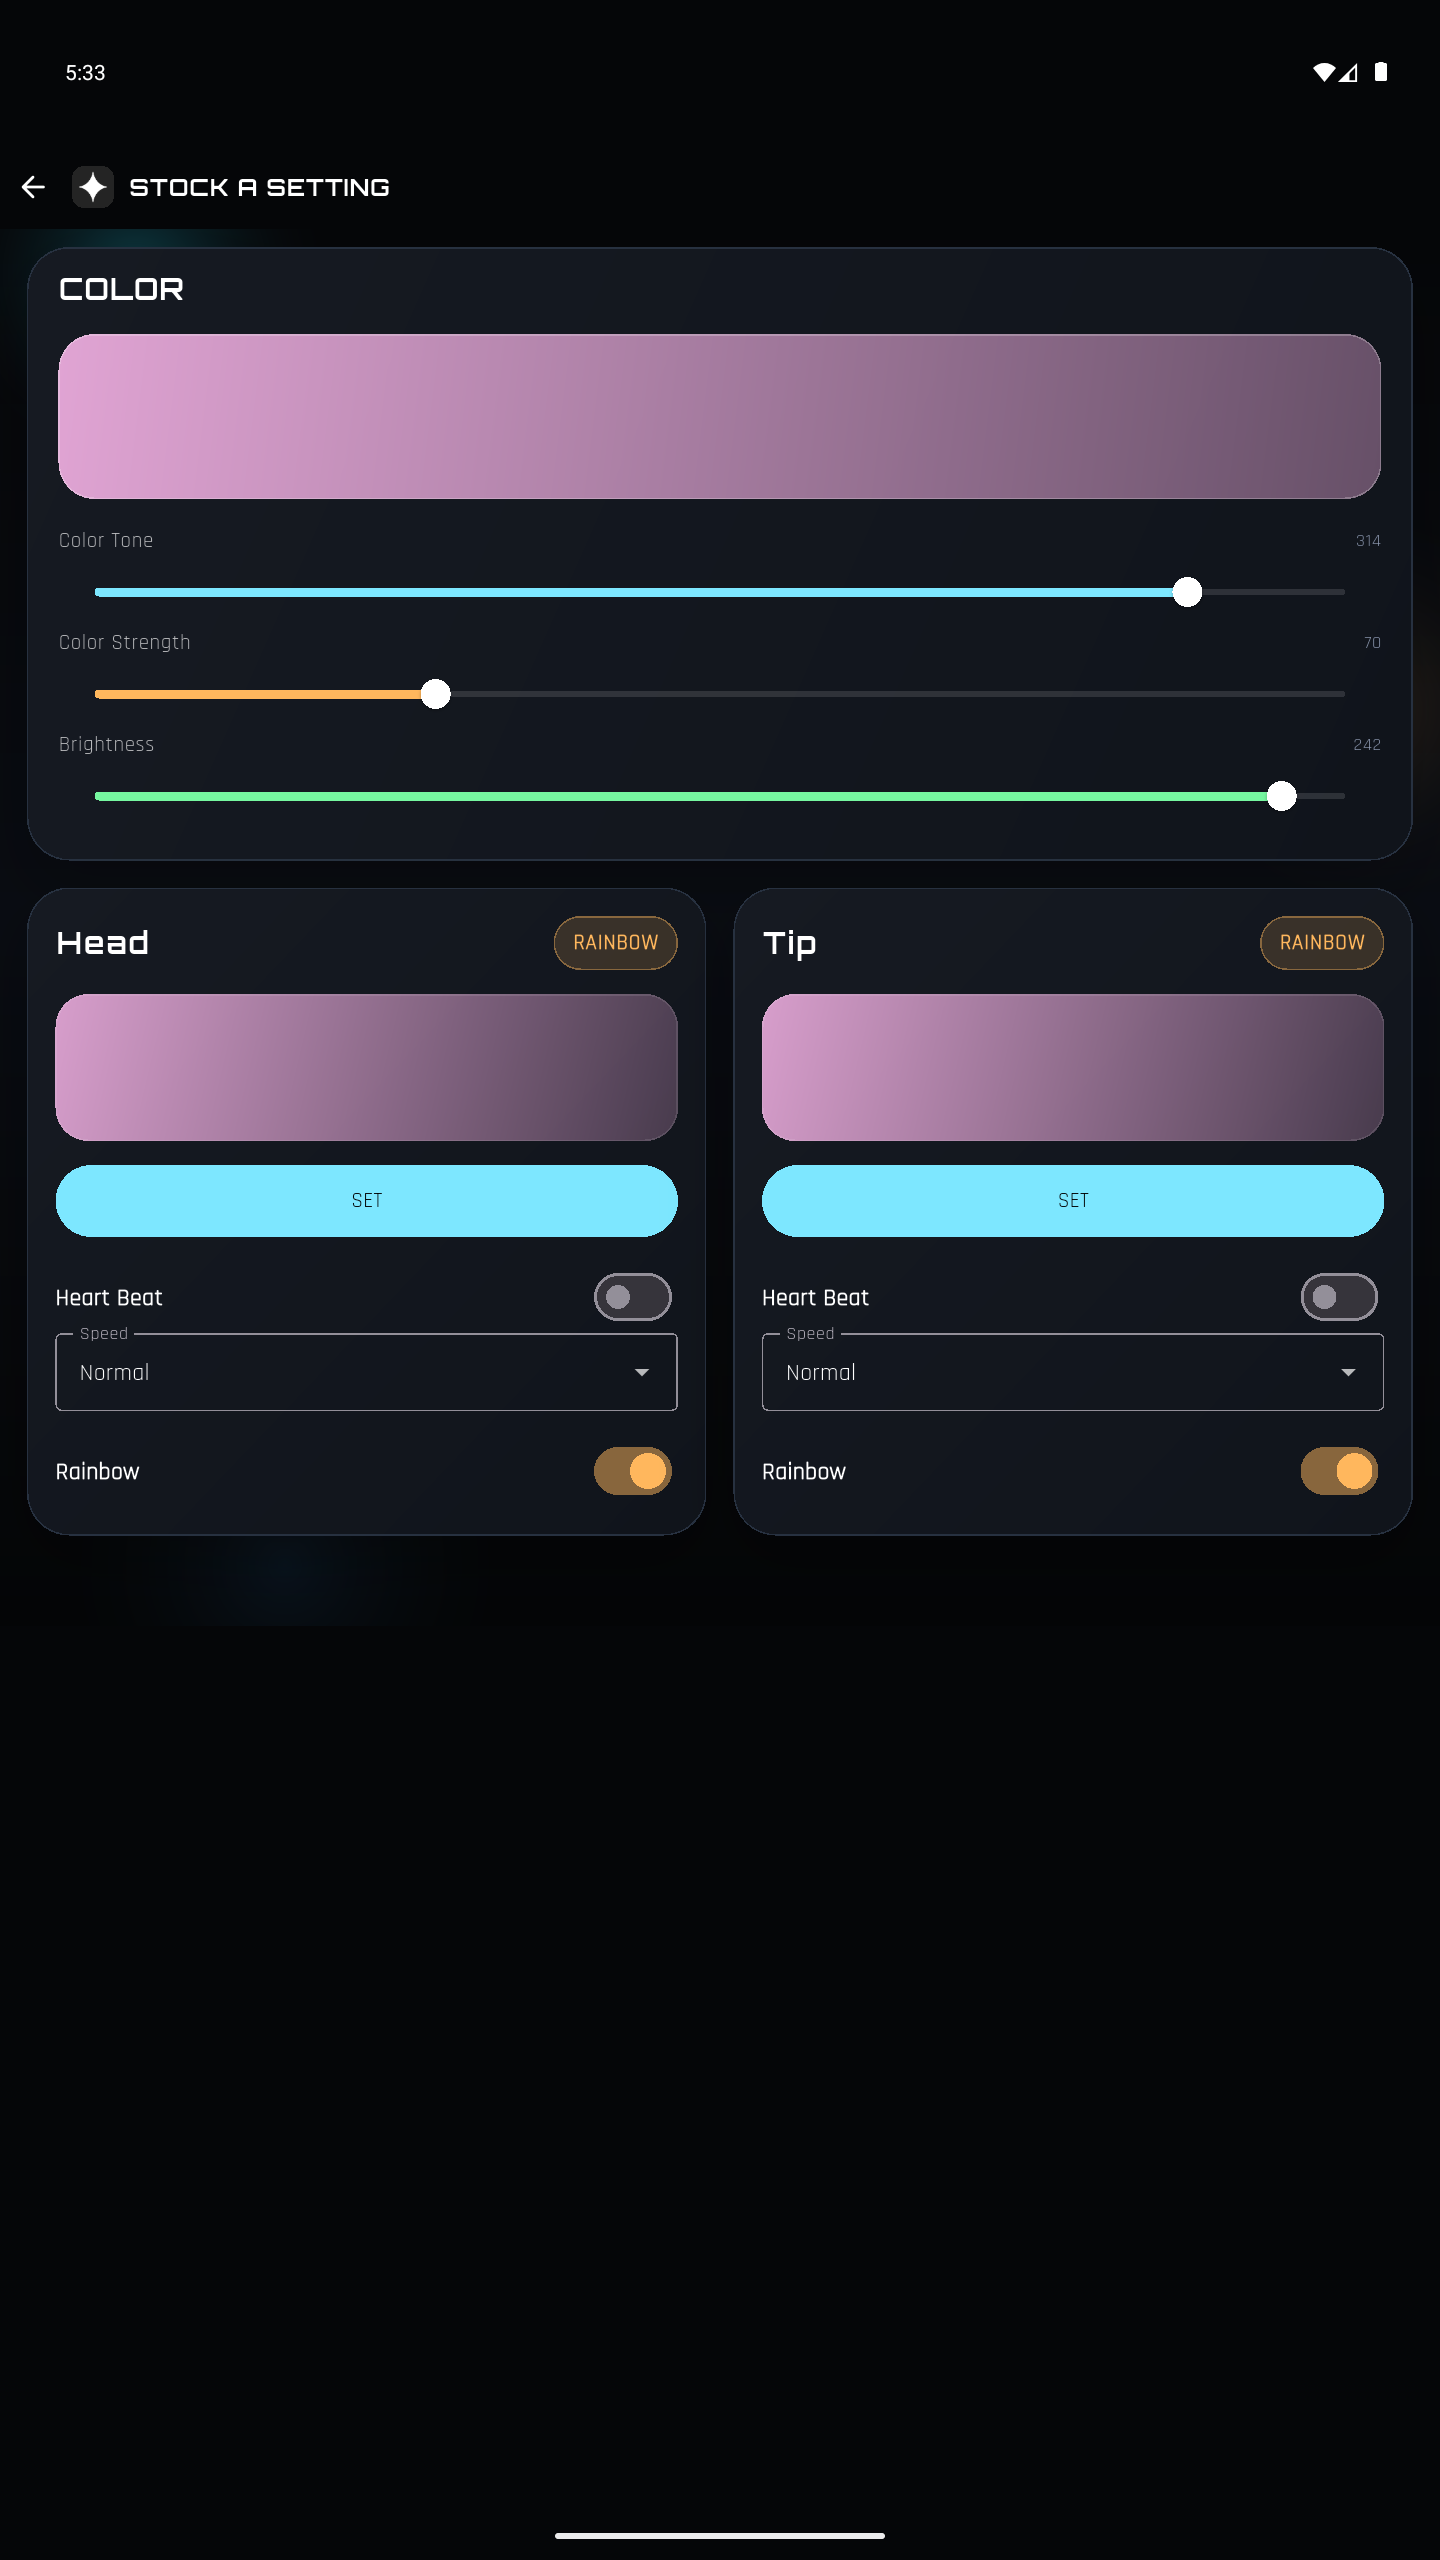 5:33
STOCK A SETTING
COLOR
Color Tone
314
Color Strength
70
Brightness
242
Head
RAINBOW
SET
Heart Beat
Speed
Normal
Rainbow
Tip
RAINBOW
SET
Heart Beat
Speed
Normal
Rainbow